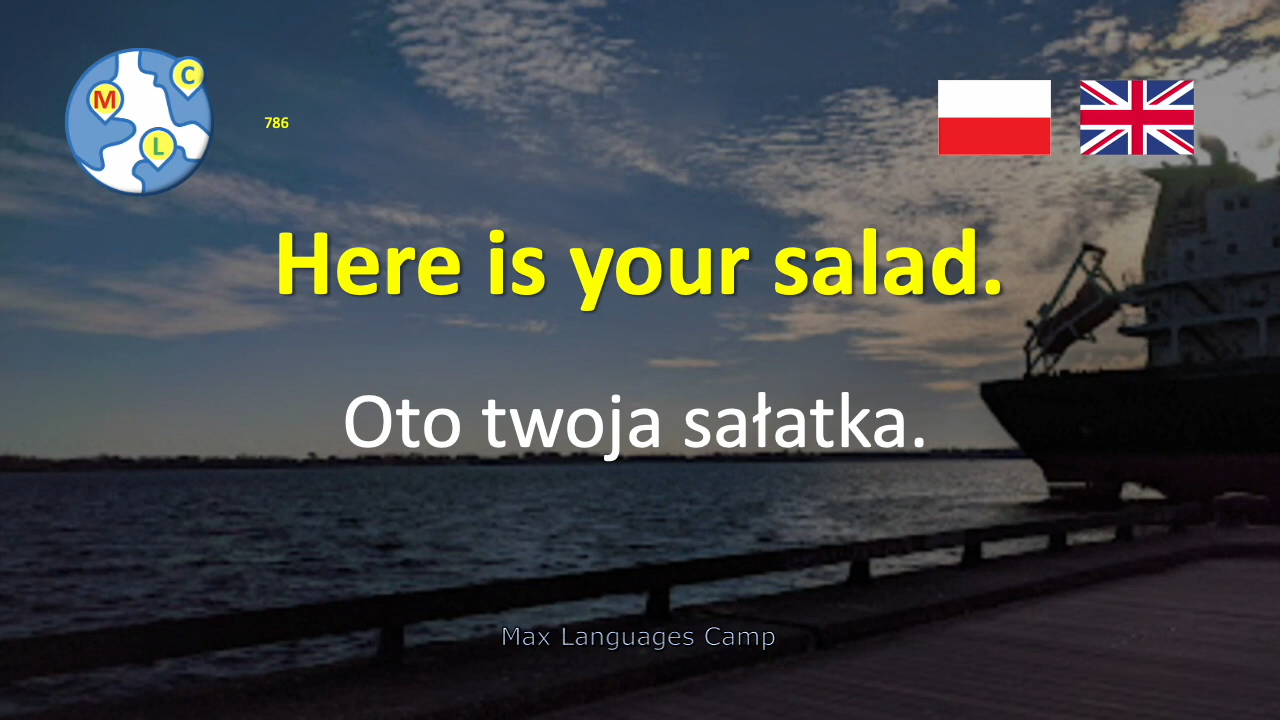 M
C
L
786
Here is your salad.
Oto twoja sałatka.
Max Languages Camp